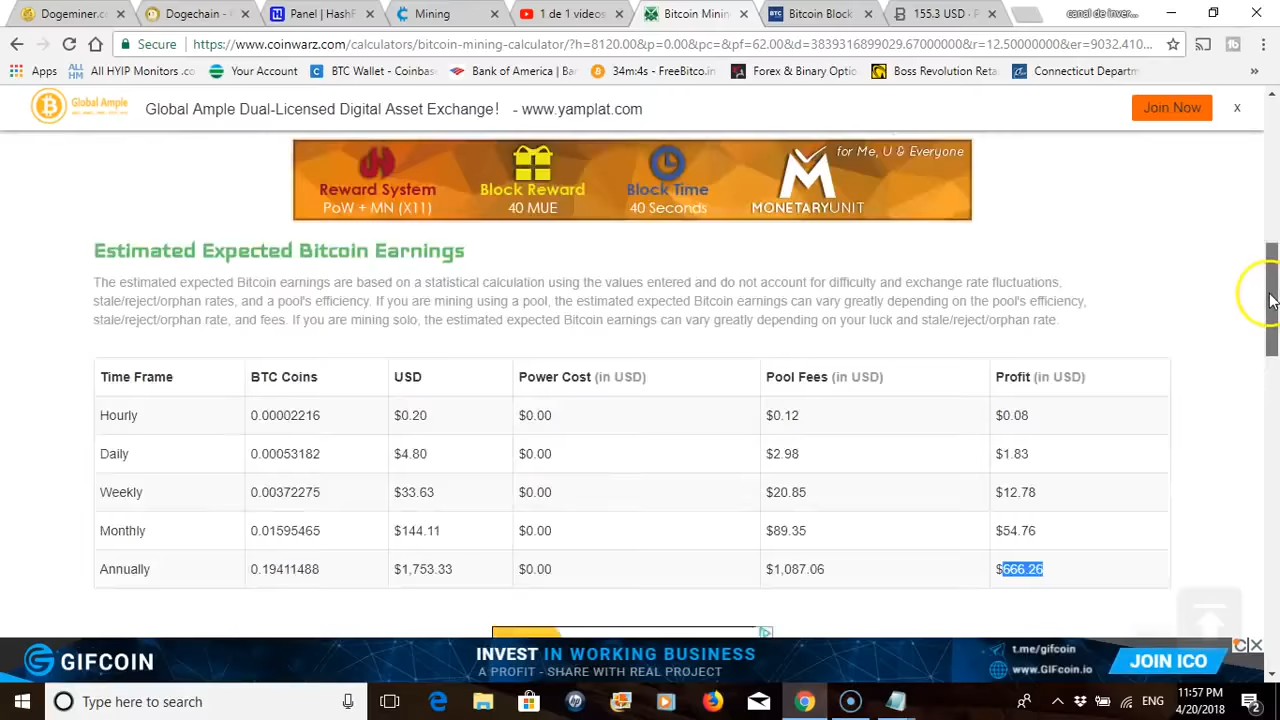 Dogeminer.c
Dogechain -
Panel | HashF
Mining
1 de 1 videos
Bitcoin Minin
Bitcoin Block
155.3 USD - F
canal de inver...
Secure
https://www.coinwarz.com/calculators/bitcoin-mining-calculator/?h=8120.00&p=0.00&pc=&pf=62.00&d=3839316899029.67000000&r=12.50000000&er=9032.410...
Apps
ALL HYIP Monitors .co
Your Account
BTC Wallet - Coinbas
Bank of America | Ban
34m:4s - FreeBitco.in
Forex & Binary Optio
Boss Revolution Reta
Connecticut Departm
»
Global Ample
Global Ample Dual-Licensed Digital Asset Exchange! - www.yamplat.com
Join Now
x
Reward System
PoW + MN (X11)
Block Reward
40 MUE
Block Time
40 Seconds
MONETARYUNIT
for Me, U & Everyone
Estimated Expected Bitcoin Earnings
The estimated expected Bitcoin earnings are based on a statistical calculation using the values entered and do not account for difficulty and exchange rate fluctuations,
stale/reject/orphan rates, and a pool's efficiency. If you are mining using a pool, the estimated expected Bitcoin earnings can vary greatly depending on the pool's efficiency,
stale/reject/orphan rate, and fees. If you are mining solo, the estimated expected Bitcoin earnings can vary greatly depending on your luck and stale/reject/orphan rate.
Time Frame BTC Coins USD Power Cost (in USD) Pool Fees (in USD) Profit (in USD)
Hourly 0.00002216 $0.20 $0.00 $0.12 $0.08
Daily 0.00053182 $4.80 $0.00 $2.98 $1.83
Weekly 0.00372275 $33.63 $0.00 $20.85 $12.78
Monthly 0.01595465 $144.11 $0.00 $89.35 $54.76
Annually 0.19411488 $1,753.33 $0.00 $1,087.06 $666.26
GIFCOIN
INVEST IN WORKING BUSINESS
A PROFIT - SHARE WITH REAL PROJECT
t.me/gifcoin
www.GIFcoin.io
JOIN ICO
Type here to search
ENG
11:57 PM
4/20/2018
2